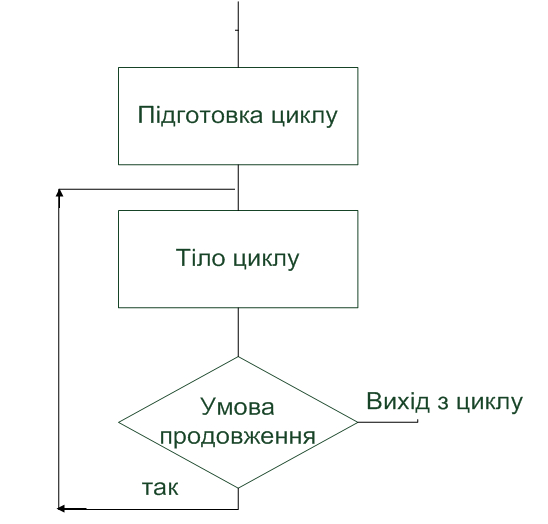 Підготовка циклу
Тіло циклу
Умова
продовження
Вихід з циклу
так